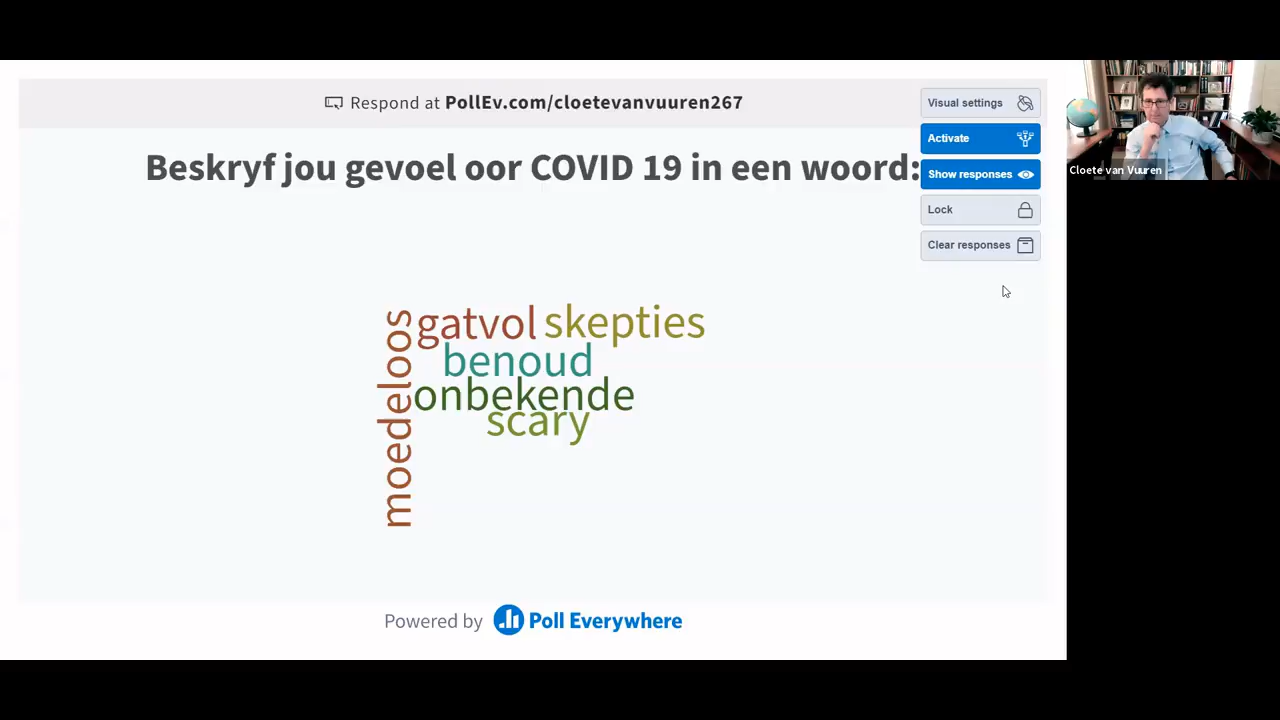 Respond at PollEv.com/cloetevanvuuren267
Beskryf jou gevoel oor COVID 19 in een woord:
Visual settings
Activate
Show responses
Lock
Clear responses
Cloete van Vuuren
moedeloos
gatvol
skepties
benoud
onbekende
scary
Powered by Poll Everywhere